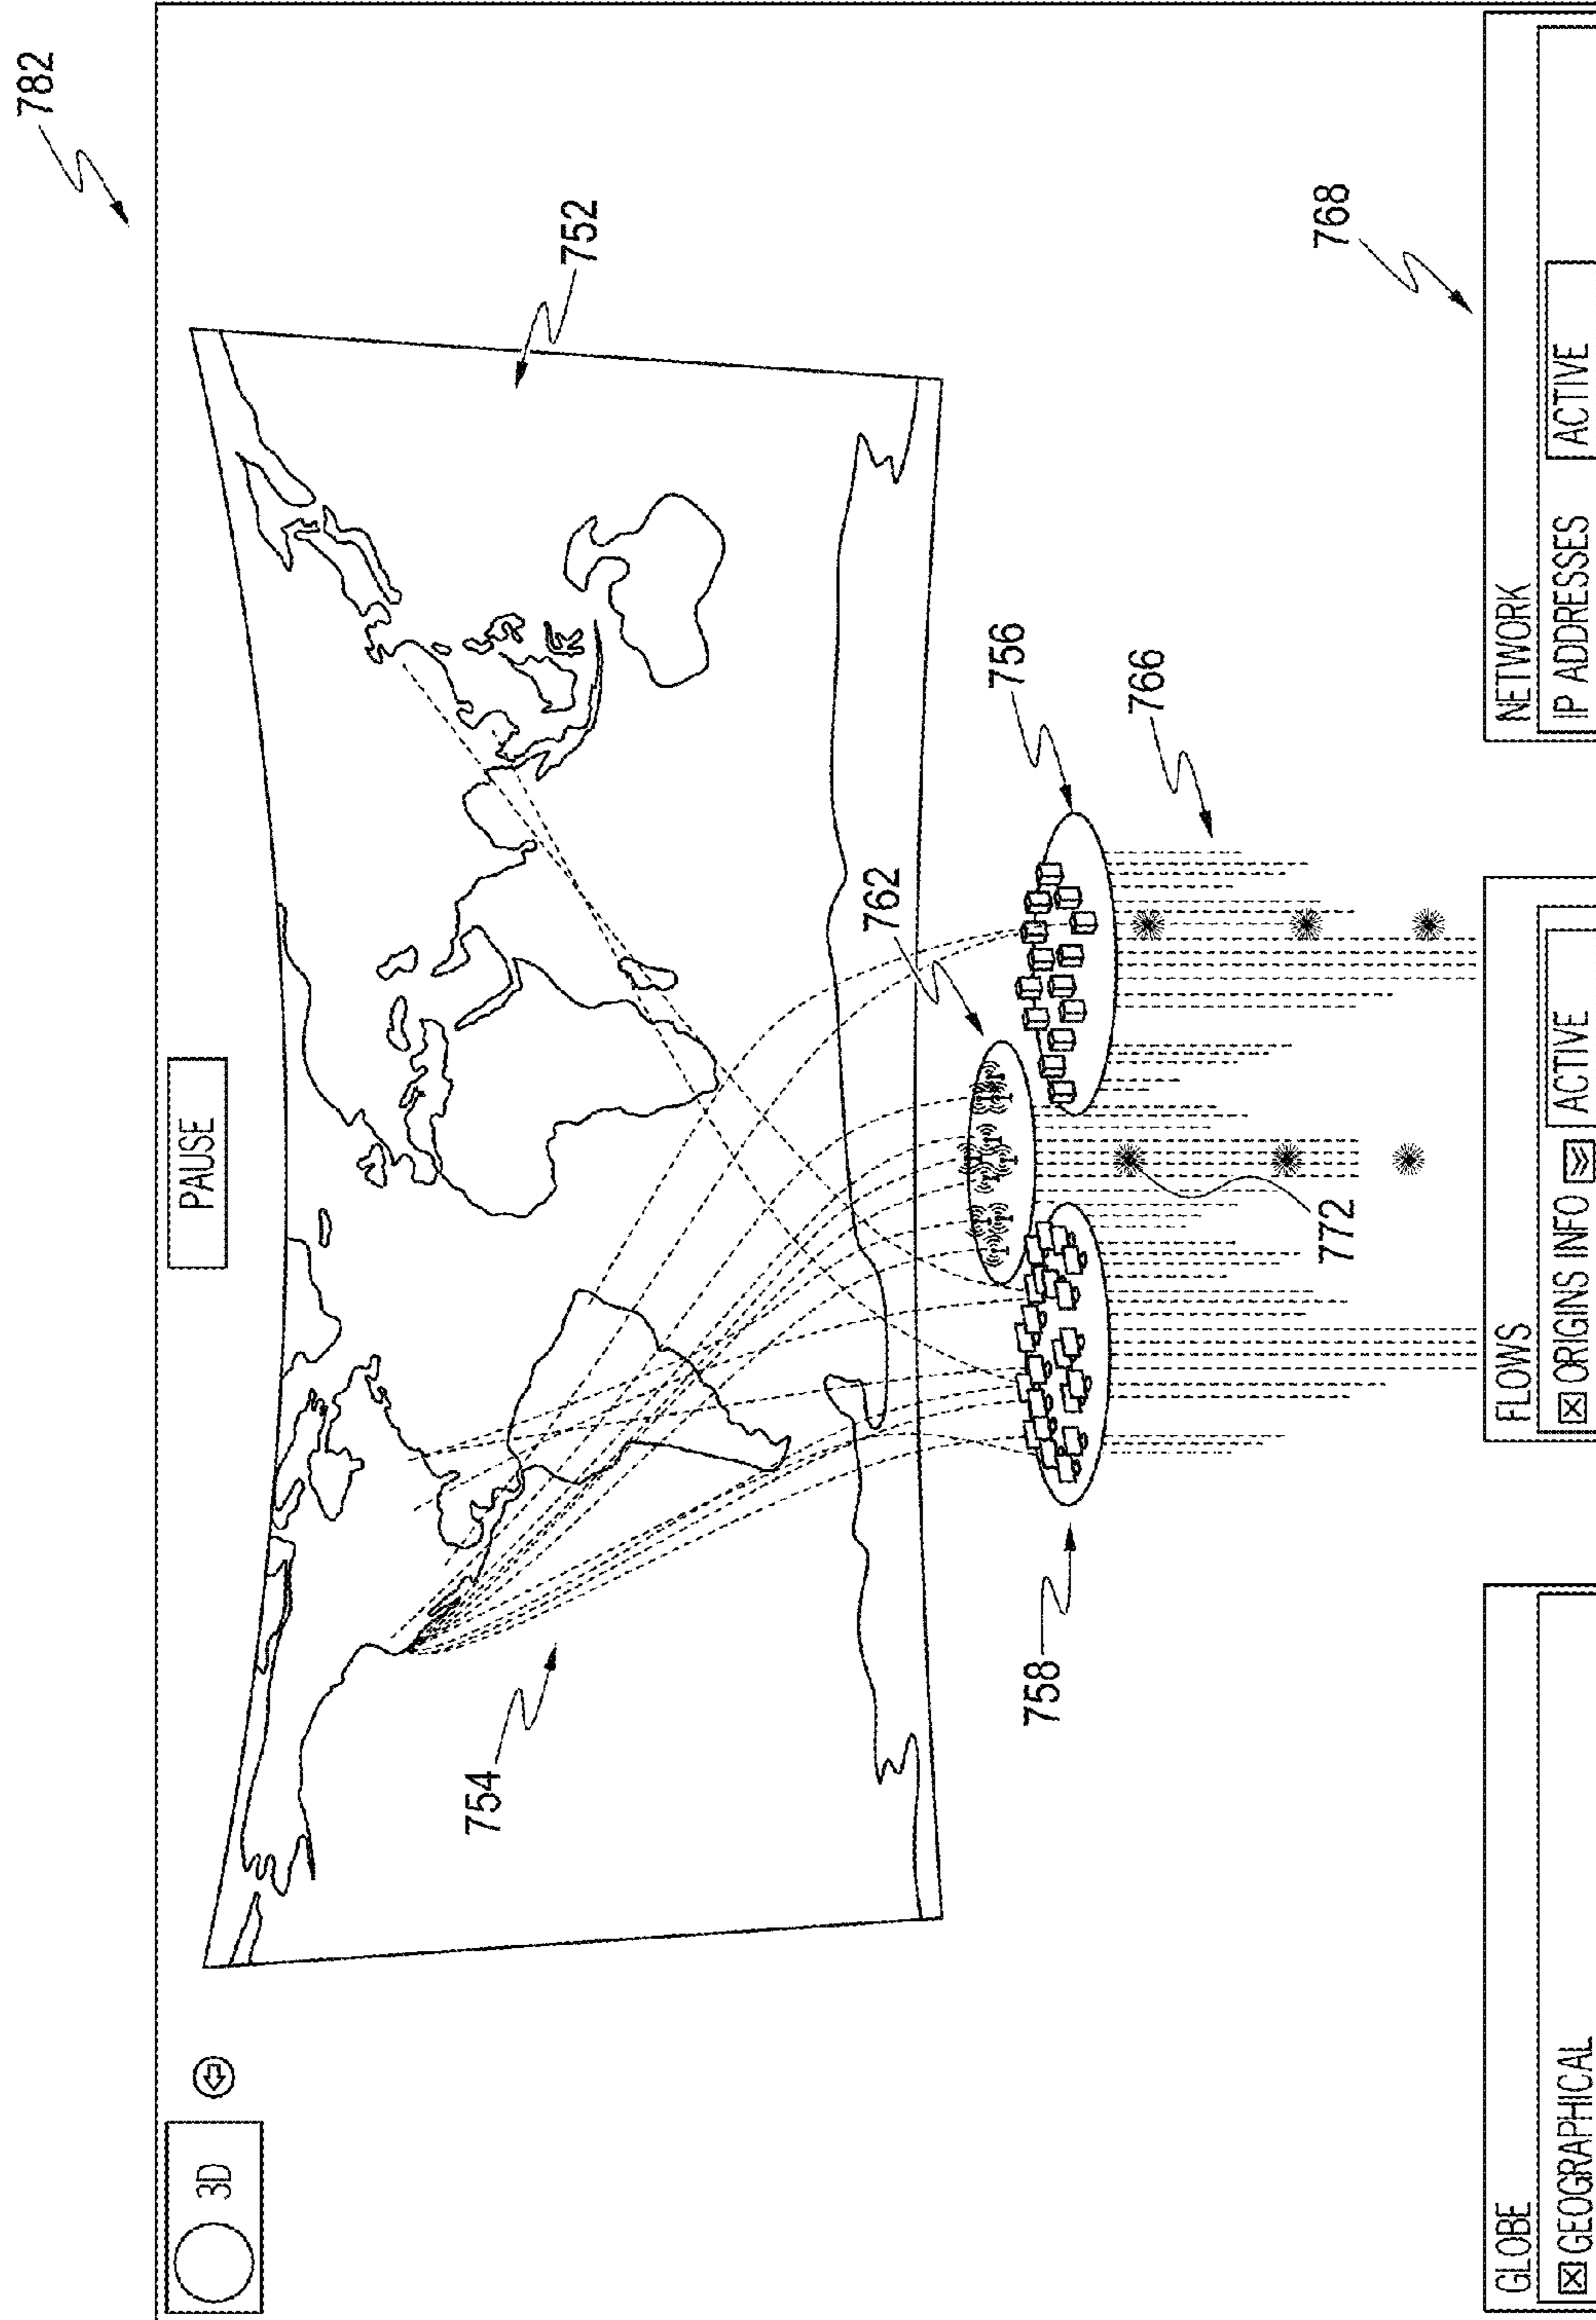 782
3D
PAUSE
752
754
762
756
766
758
772
768
GLOBE
GEOGRAPHICAL
FLOWS
ORIGINS INFO
ACTIVE
NETWORK
IP ADDRESSES
ACTIVE